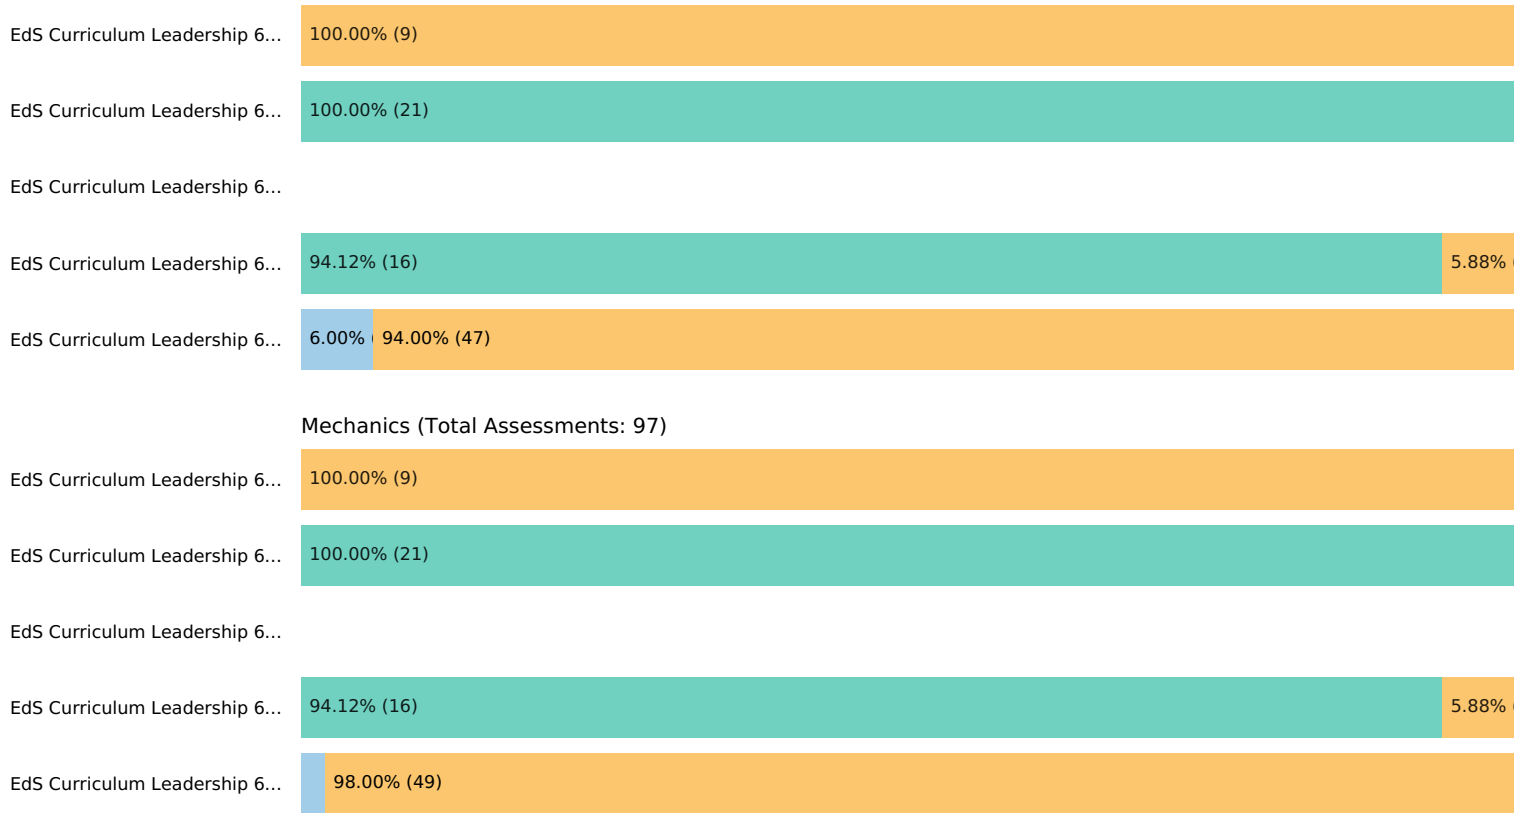 EdS Curriculum Leadership 6... 100.00% (9)
EdS Curriculum Leadership 6... 100.00% (21)
EdS Curriculum Leadership 6...
EdS Curriculum Leadership 6... 94.12% (16) 5.88%
EdS Curriculum Leadership 6... 6.00% ( 94.00% (47)
Mechanics (Total Assessments: 97)
EdS Curriculum Leadership 6... 100.00% (9)
EdS Curriculum Leadership 6... 100.00% (21)
EdS Curriculum Leadership 6...
EdS Curriculum Leadership 6... 94.12% (16) 5.88%
EdS Curriculum Leadership 6... 98.00% (49)